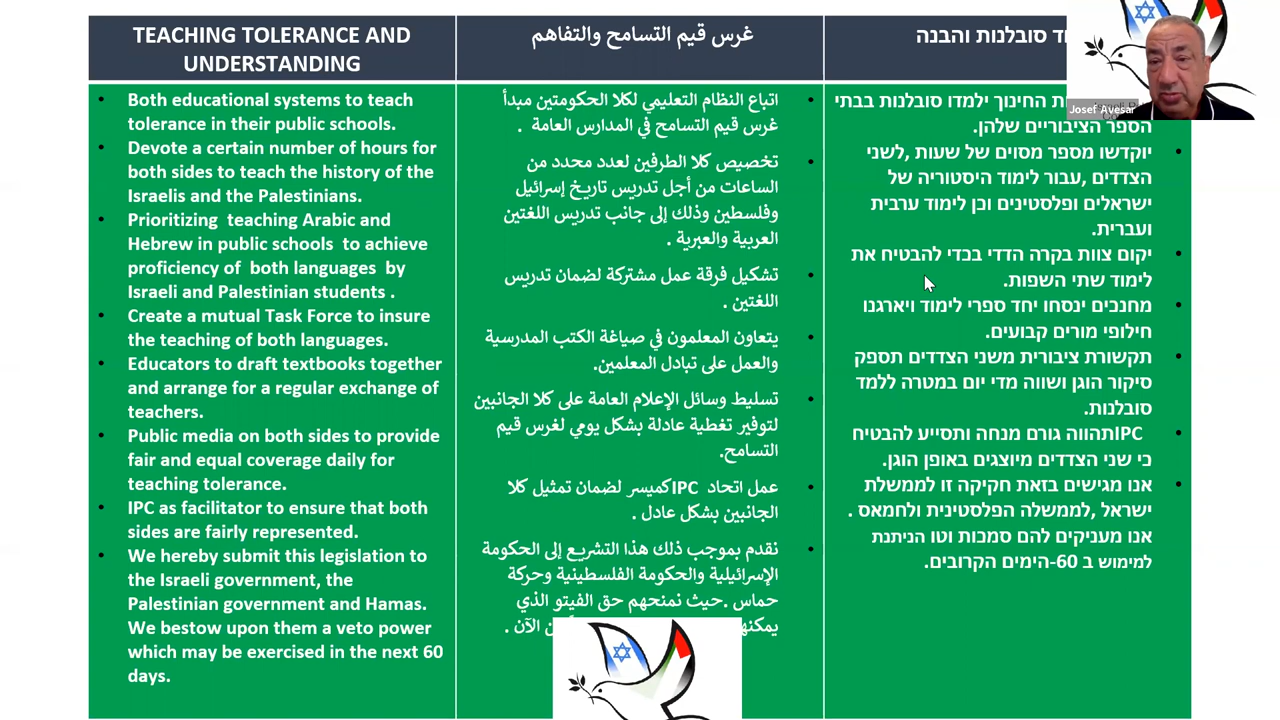 TEACHING TOLERANCE AND
UNDERSTANDING
Both educational systems to teach
tolerance in their public schools.
Devote a certain number of hours for
both sides to teach the history of the
Israelis and the Palestinians.
Prioritizing teaching Arabic and
Hebrew in public schools to achieve
proficiency of both languages by
Israeli and Palestinian students .
Create a mutual Task Force to insure
the teaching of both languages.
Educators to draft textbooks together
and arrange for a regular exchange of
teachers.
Public media on both sides to provide
fair and equal coverage daily for
teaching tolerance.
IPC as facilitator to ensure that both
sides are fairly represented.
We hereby submit this legislation to
the Israeli government, the
Palestinian government and Hamas.
We bestow upon them a veto power
which may be exercised in the next 60
days.
غرس قيم التسامح والتفاهم
اتباع النظام التعليمي لكلا الحكومتين مبدأ
غرس قيم التسامح في المدارس العامة .
تخصيص كلا الطرفين لعدد محدد من
الساعات من أجل تدريس تاريخ إسرائيل
وفلسطين وذلك إلى جانب تدريس اللغتين
العربية والعبرية .
تشكيل فرقة عمل مشتركة لضمان تدريس
اللغتين .
يتعاون المعلمون في صياغة الكتب المدرسية
والعمل على تبادل المعلمين.
تسليط وسائل الإعلام العامة على كلا الجانبين
لتوفير تغطية عادلة بشكل يومي لغرس قيم
التسامح.
عمل اتحاد IPCكميسر لضمان تمثيل كلا
الجانبين بشكل عادل .
نقدم بموجب ذلك هذا التشريع إلى الحكومة
الإسرائيلية والحكومة الفلسطينية وحركة
حماس .حيث نمنحهم حق الفيتو الذي
الآن .
סובלנות והבנה
החינוך ילמדו סובלנות בבתי
הספר הציבוריים שלהן.
יוקדשו מספר מסוים של שעות ,לשני
הצדדים ,עבור לימוד היסטוריה של
ישראלים ופלסטינים וכן לימוד ערבית
ועברית.
יקום צוות בקרה הדדי בכדי להבטיח את
לימוד שתי השפות.
מחנכים ינסחו יחד ספרי לימוד ויארגנו
חילופי מורים קבועים.
תקשורת ציבורית משני הצדדים תספק
סיקור הוגן ושווה מדי יום במטרה ללמד
סובלנות.
IPCתהווה גורם מנחה ותסייע להבטיח
כי שני הצדדים מיוצגים באופן הוגן.
אנו מגישים בזאת חקיקה זו לממשלת
ישראל ,לממשלה הפלסטינית ולחמאס .
אנו מעניקים להם סמכות וטו הניתנת
למימוש ב 60-הימים הקרובים.
Josef Avesar